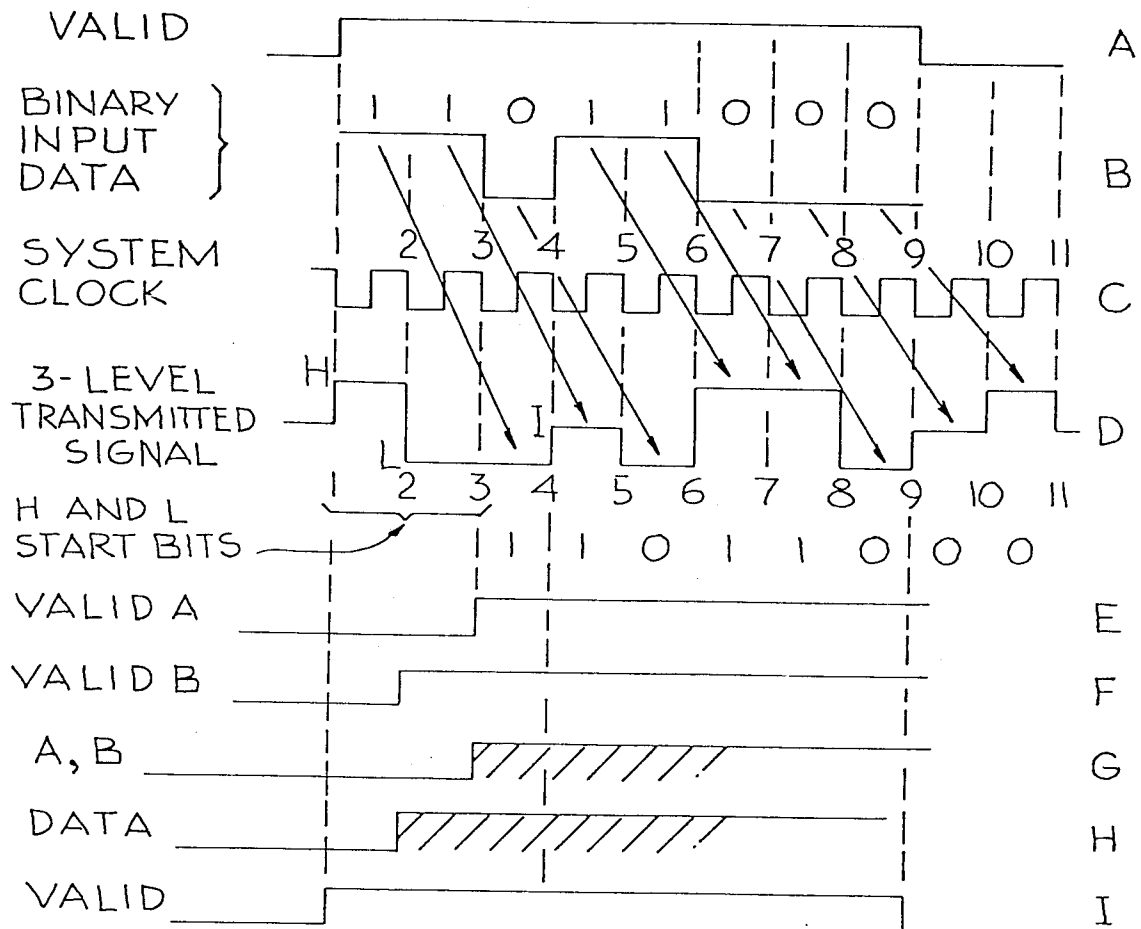 VALID A
BINARY INPUT DATA 1 1 0 1 1 0 0 0 B
SYSTEM CLOCK 1 2 3 4 5 6 7 8 9 10 11 C
H
3-LEVEL TRANSMITTED SIGNAL I L D
1 2 3 4 5 6 7 8 9 10 11
H AND L START BITS 1 1 0 1 1 0 0 0
VALID A E
VALID B F
A, B G
DATA H
VALID I